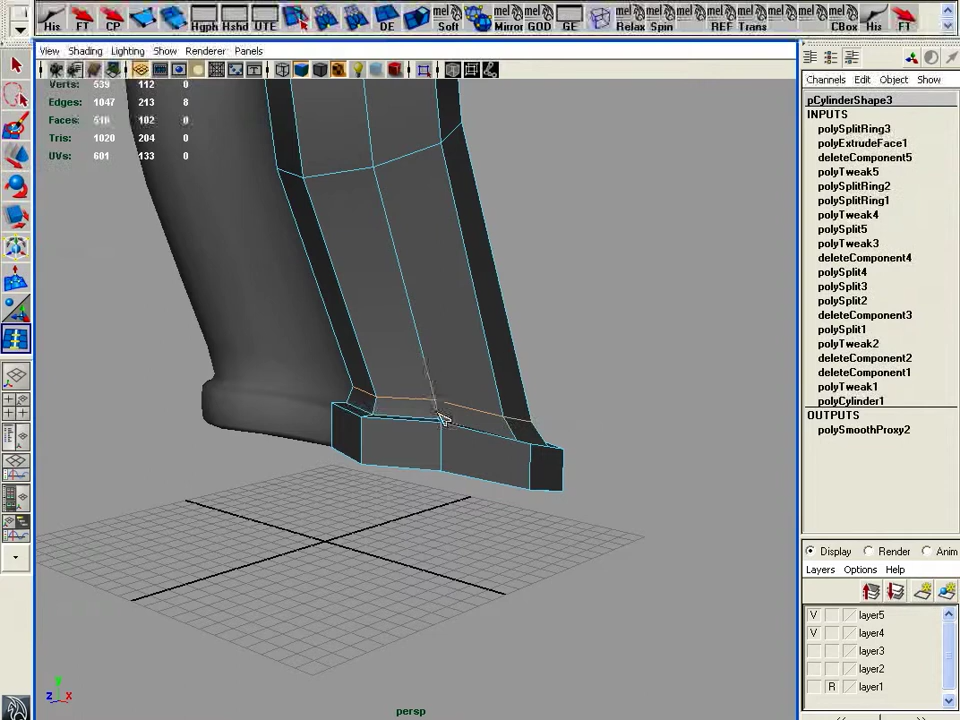 His FT CP Hgph Hshd UTE DE Soft Mirror GOD GE Relax Spin Ref Trans CBox His FT
View Shading Lighting Show Renderer Panels
Verts: 539 112 0
Edges: 1047 213 8
Faces: 518 102 0
Tris: 1020 204 0
UVs: 601 133 0
Channels Edit Object Show
pCylinderShape3
INPUTS
polySplitRing3
polyExtrudeFace1
deleteComponent5
polyTweak5
polySplitRing2
polySplitRing1
polyTweak4
polySplit5
polyTweak3
deleteComponent4
polySplit4
polySplit3
polySplit2
deleteComponent3
polySplit1
polyTweak2
deleteComponent2
deleteComponent1
polyTweak1
polyCylinder1
OUTPUTS
polySmoothProxy2
Display Render Anim
Layers Options Help
V layer5
V layer4
layer3
layer2
R layer1
y
z x
persp